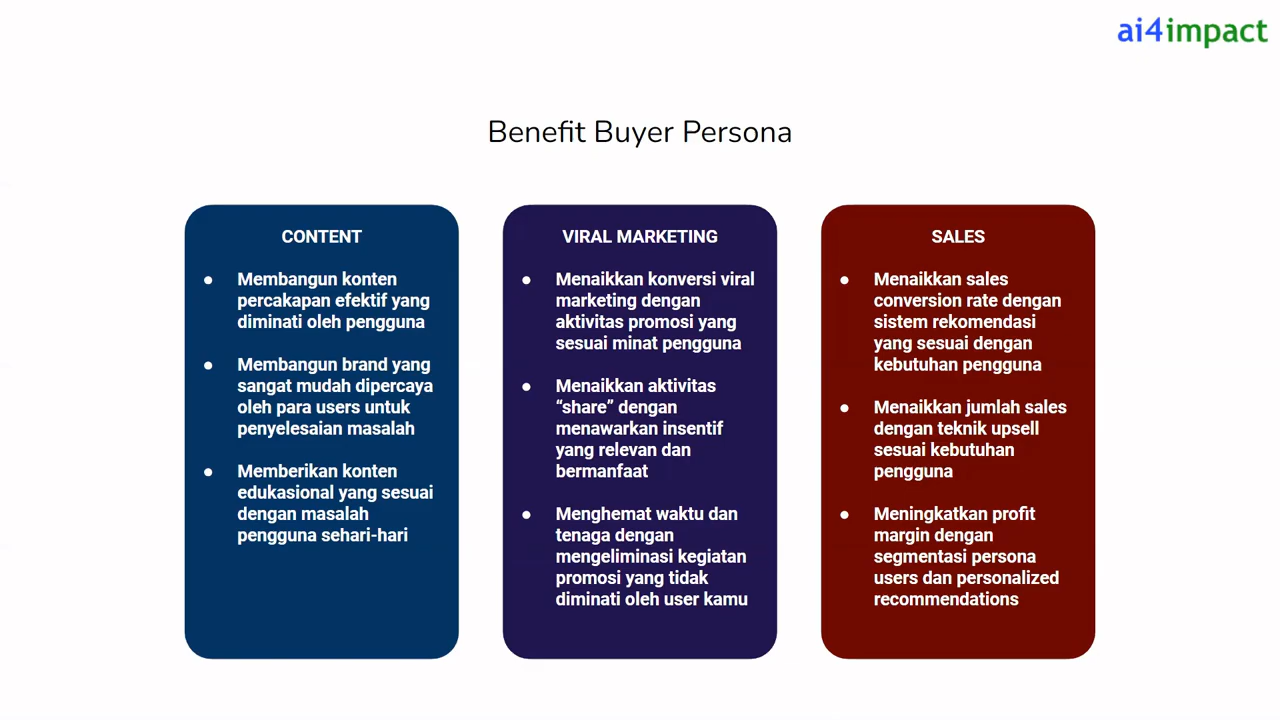 ai4impact
Benefit Buyer Persona
CONTENT
● Membangun konten
percakapan efektif yang
diminati oleh pengguna
● Membangun brand yang
sangat mudah dipercaya
oleh para users untuk
penyelesaian masalah
● Memberikan konten
edukasional yang sesuai
dengan masalah
pengguna sehari-hari
VIRAL MARKETING
● Menaikkan konversi viral
marketing dengan
aktivitas promosi yang
sesuai minat pengguna
● Menaikkan aktivitas
“share” dengan
menawarkan insentif
yang relevan dan
bermanfaat
● Menghemat waktu dan
tenaga dengan
mengeliminasi kegiatan
promosi yang tidak
diminati oleh user kamu
SALES
● Menaikkan sales
conversion rate dengan
sistem rekomendasi
yang sesuai dengan
kebutuhan pengguna
● Menaikkan jumlah sales
dengan teknik upsell
sesuai kebutuhan
pengguna
● Meningkatkan profit
margin dengan
segmentasi persona
users dan personalized
recommendations